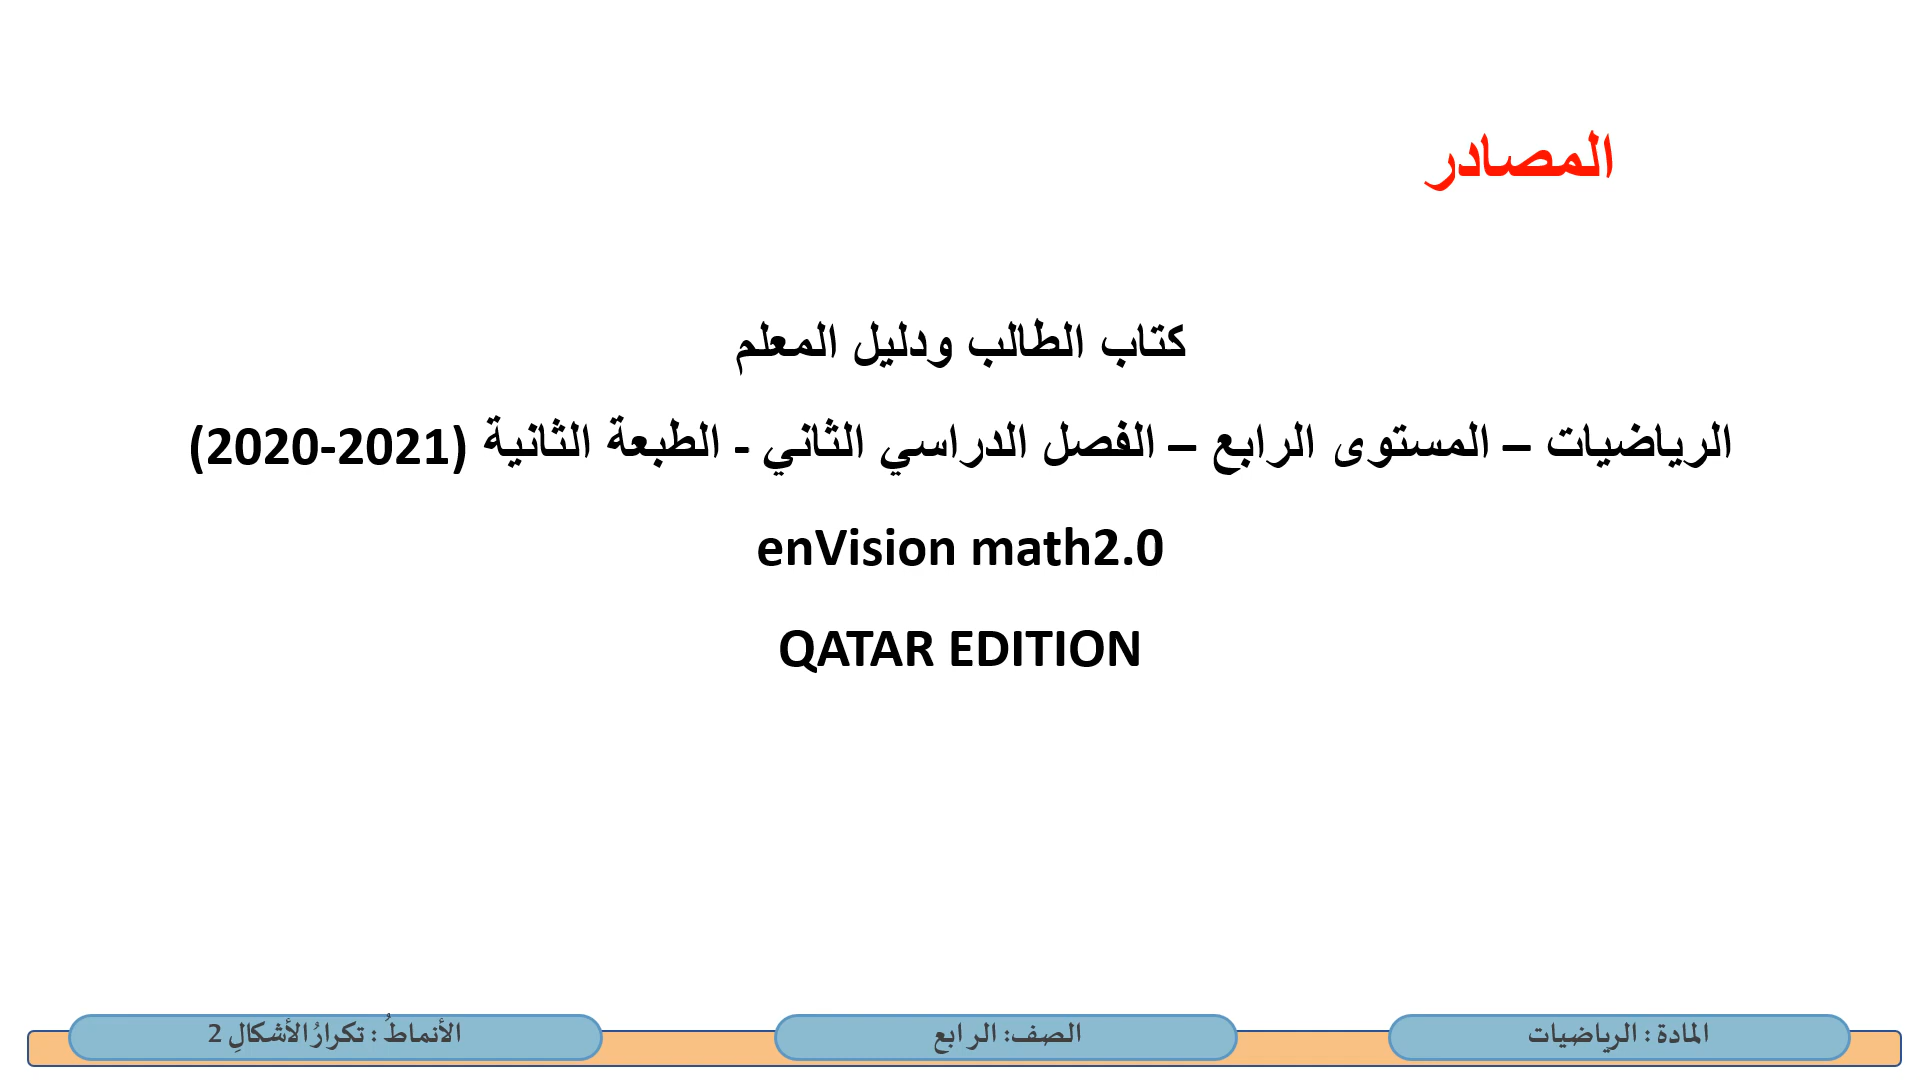 المصادر
كتاب الطالب ودليل المعلم
الرياضيات – المستوى الرابع – الفصل الدراسي الثاني - الطبعة الثانية (2021-2020)
enVision math2.0
QATAR EDITION
المادة : الرياضيات
الصف: الرابع
الأنماطُ : تكرارُ الأشكالِ 2